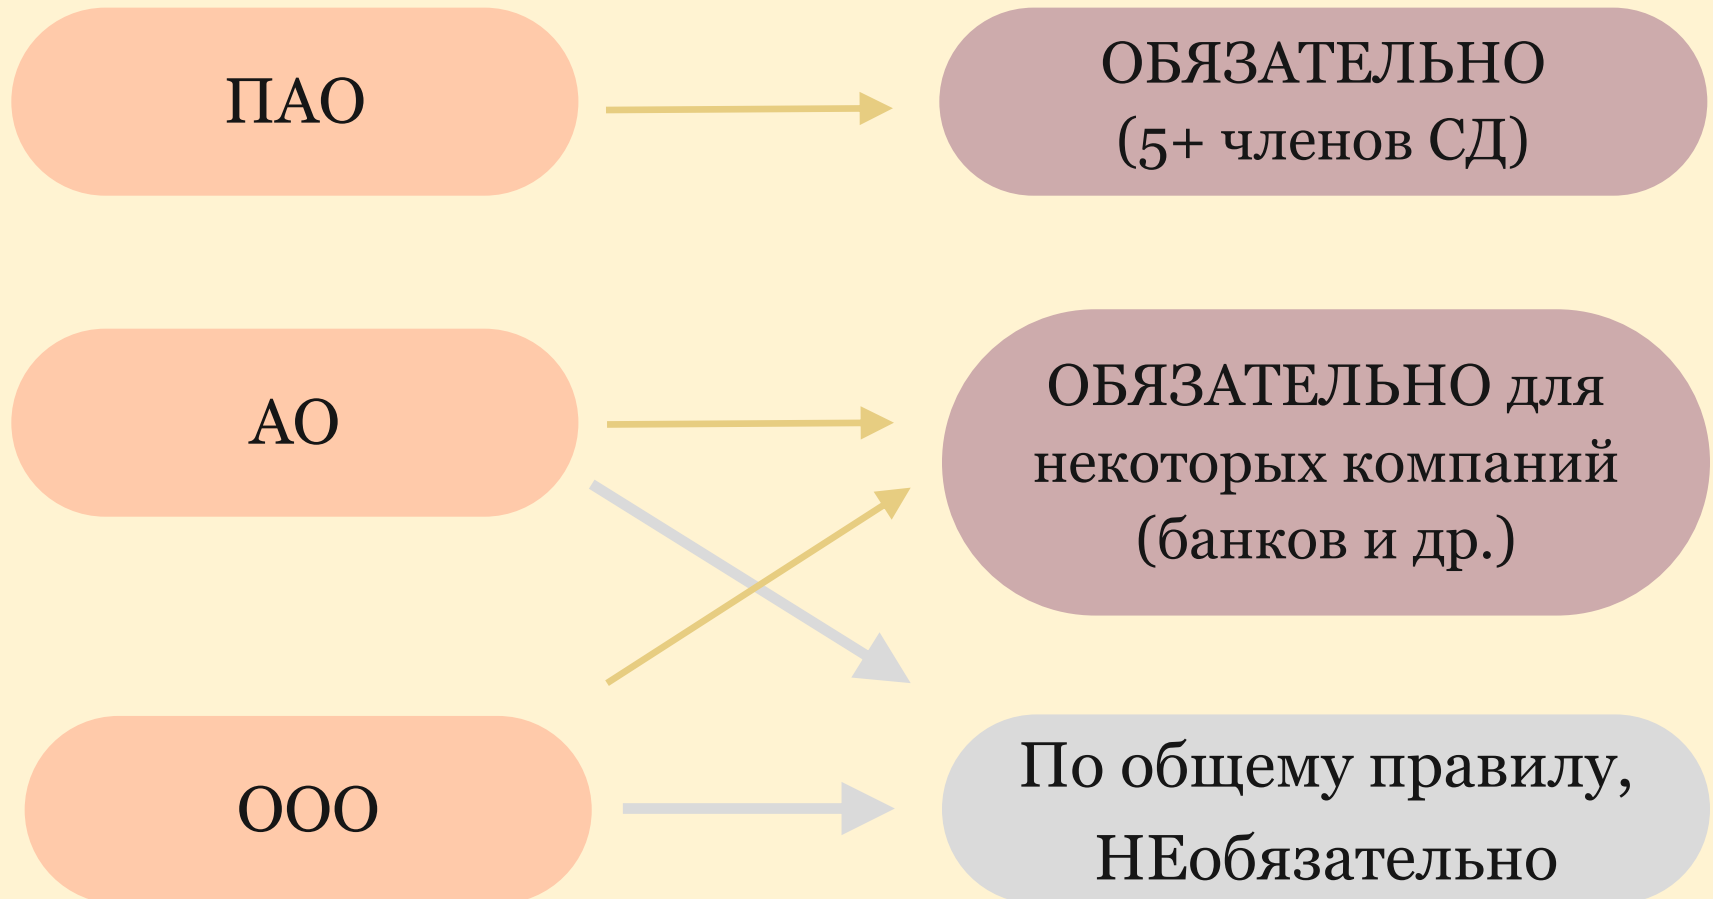 ПАО
ОБЯЗАТЕЛЬНО
(5+ членов СД)
АО
ОБЯЗАТЕЛЬНО для
некоторых компаний
(банков и др.)
ООО
По общему правилу,
НЕобязательно